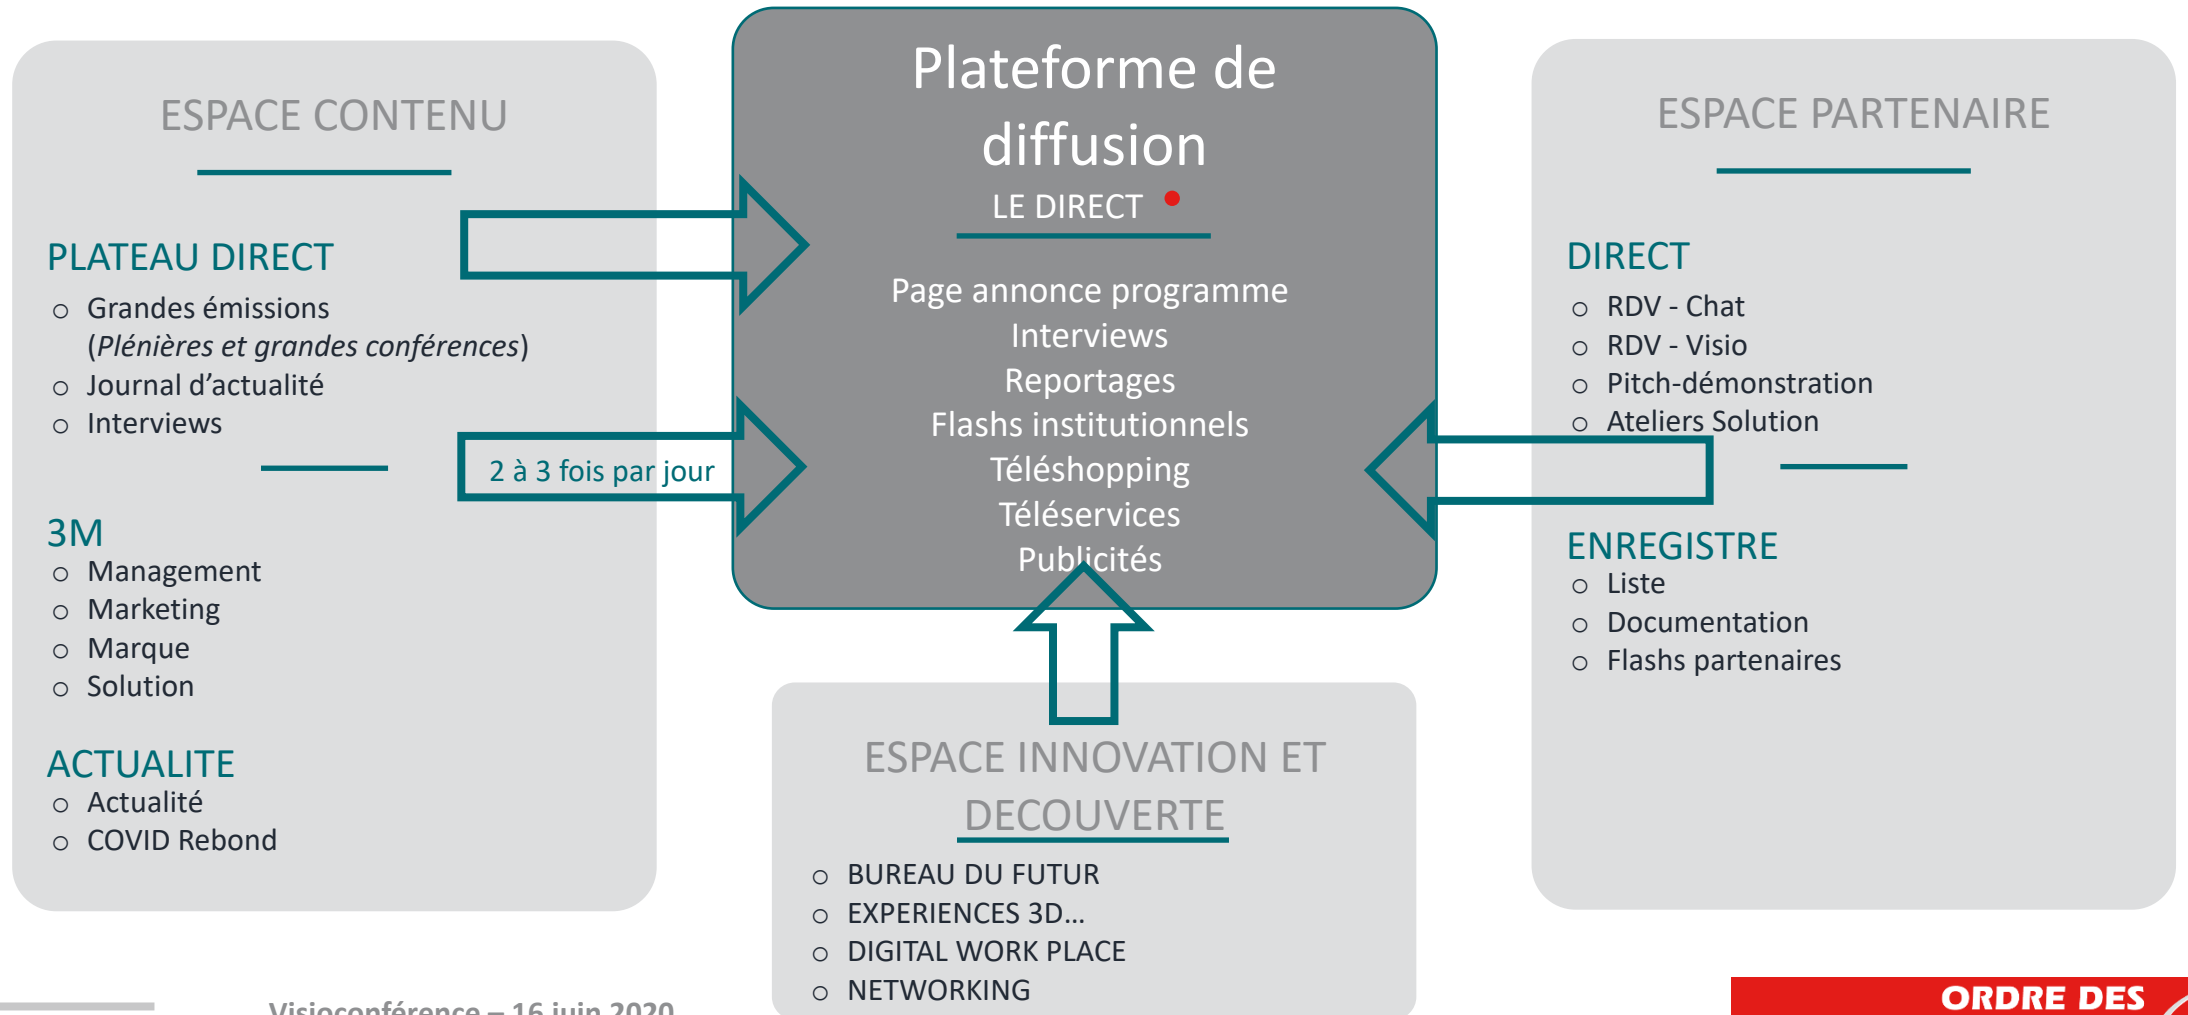 ESPACE CONTENU
PLATEAU DIRECT
o Grandes émissions
(Plénières et grandes conférences)
o Journal d'actualité
o Interviews
2 à 3 fois par jour
3M
o Management
o Marketing
o Marque
o Solution
ACTUALITE
o Actualité
o COVID Rebond
Plateforme de
diffusion
LE DIRECT
Page annonce programme
Interviews
Reportages
Flashs institutionnels
Téléshopping
Téléservices
Publicités
ESPACE INNOVATION ET
DECOUVERTE
o BUREAU DU FUTUR
o EXPERIENCES 3D...
o DIGITAL WORK PLACE
o NETWORKING
ESPACE PARTENAIRE
DIRECT
o RDV - Chat
o RDV - Visio
o Pitch-démonstration
o Ateliers Solution
ENREGISTRE
o Liste
o Documentation
o Flashs partenaires
Visioconférence – 16 juin 2020
ORDRE DES